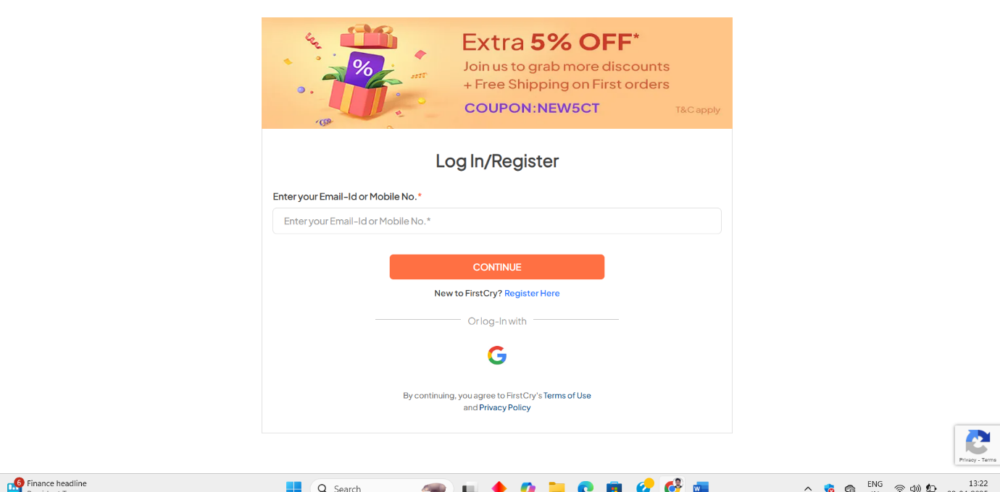 %
Extra 5% OFF*
Join us to grab more discounts
+ Free Shipping on First orders
COUPON:NEW5CT
T&C apply
Log In/Register
Enter your Email-Id or Mobile No.*
Enter your Email-Id or Mobile No.*
CONTINUE
New to FirstCry? Register Here
Or log-In with
By continuing, you agree to FirstCry's Terms of Use
and Privacy Policy
Privacy - Terms
6
Finance headline
Search
W
ENG
13:22